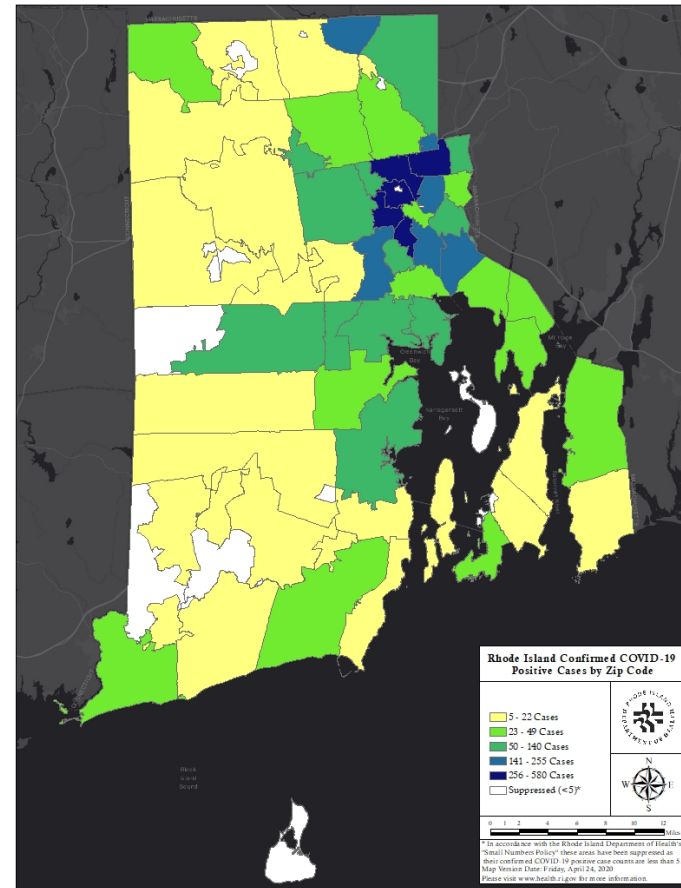 MASSACHUSETTS
Mt Hope
Bay
Greenwich
Bay
Narragansett
Bay
Rhode
Island
Sound
Rhode Island Confirmed COVID-19
Positive Cases by Zip Code
5 - 22 Cases
23 - 49 Cases
50 - 140 Cases
141 - 255 Cases
256 - 580 Cases
Suppressed (<5)*
RHODE ISLAND
DEPARTMENT OF HEALTH
N
W E
S
0 1 2 4 6 8 10 12
Miles
* In accordance with the Rhode Island Department of Health's
"Small Numbers Policy" these areas have been suppressed as
their confirmed COVID-19 positive case counts are less than 5.
Map Version Date: Friday, April 24, 2020
Please visit www.health.ri.gov for more information.